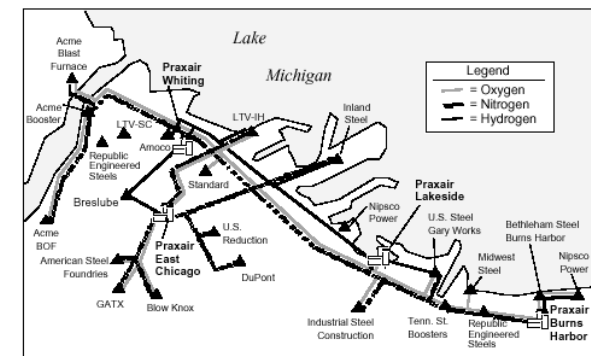 Lake
Michigan
Acme
Blast
Furnace
Praxair
Whiting
Legend
= Oxygen
= Nitrogen
= Hydrogen
Acme
Booster
LTV-SC
LTV-IH
Inland
Steel
Amoco
Republic
Engineered
Steels
Standard
Breslube
Nipsco
Power
Praxair
Lakeside
U.S. Steel
Gary Works
Bethleham Steel
Burns Harbor
Acme
BOF
Praxair
East
Chicago
U.S.
Reduction
Midwest
Steel
Nipsco
Power
American Steel
Foundries
DuPont
GATX
Blow Knox
Industrial Steel
Construction
Tenn. St.
Boosters
Republic
Engineered
Steels
Praxair
Burns
Harbor